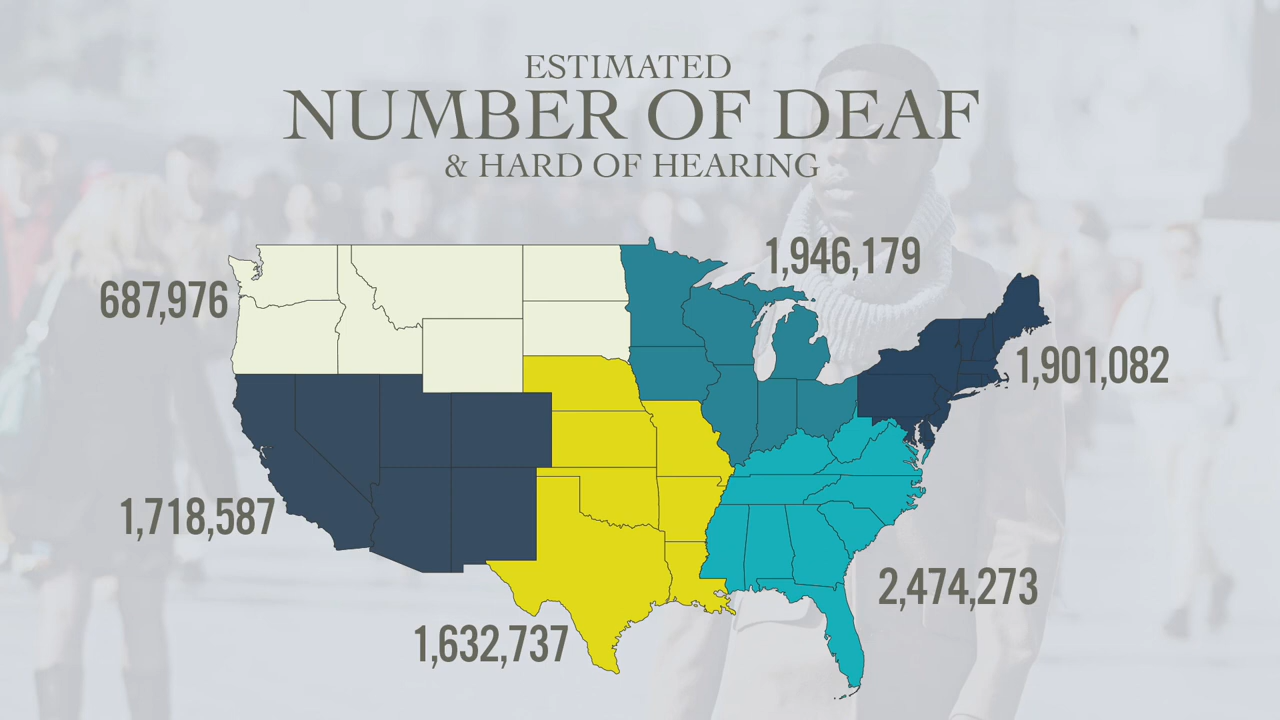 ESTIMATED
NUMBER OF DEAF
& HARD OF HEARING
1,946,179
687,976
1,901,082
1,718,587
2,474,273
1,632,737